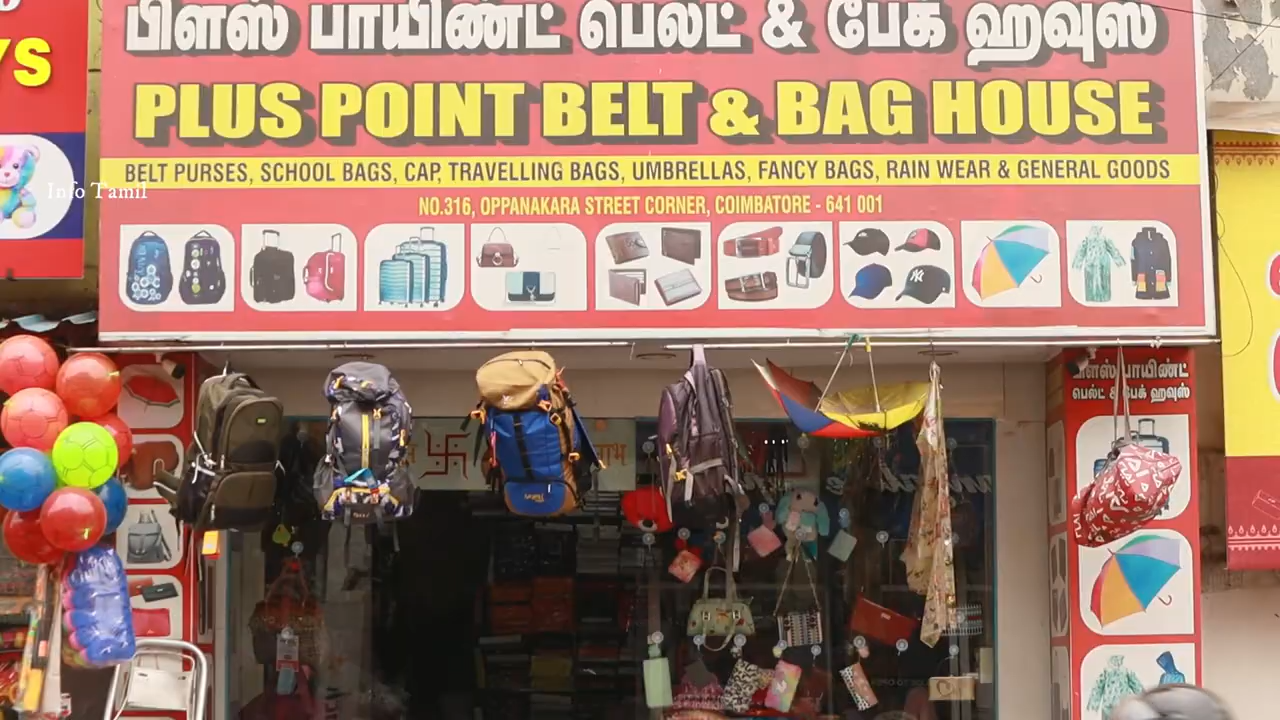 பிளஸ் பாயிண்ட் பெல்ட் & பேக் ஹவுஸ்
PLUS POINT BELT & BAG HOUSE
BELT PURSES, SCHOOL BAGS, CAP, TRAVELLING BAGS, UMBRELLAS, FANCY BAGS, RAIN WEAR & GENERAL GOODS
NO.316, OPPANAKARA STREET CORNER, COIMBATORE - 641 001
YS
Info Tamil
பிளஸ் பாயிண்ட்
பெல்ட் & பேக் ஹவுஸ்